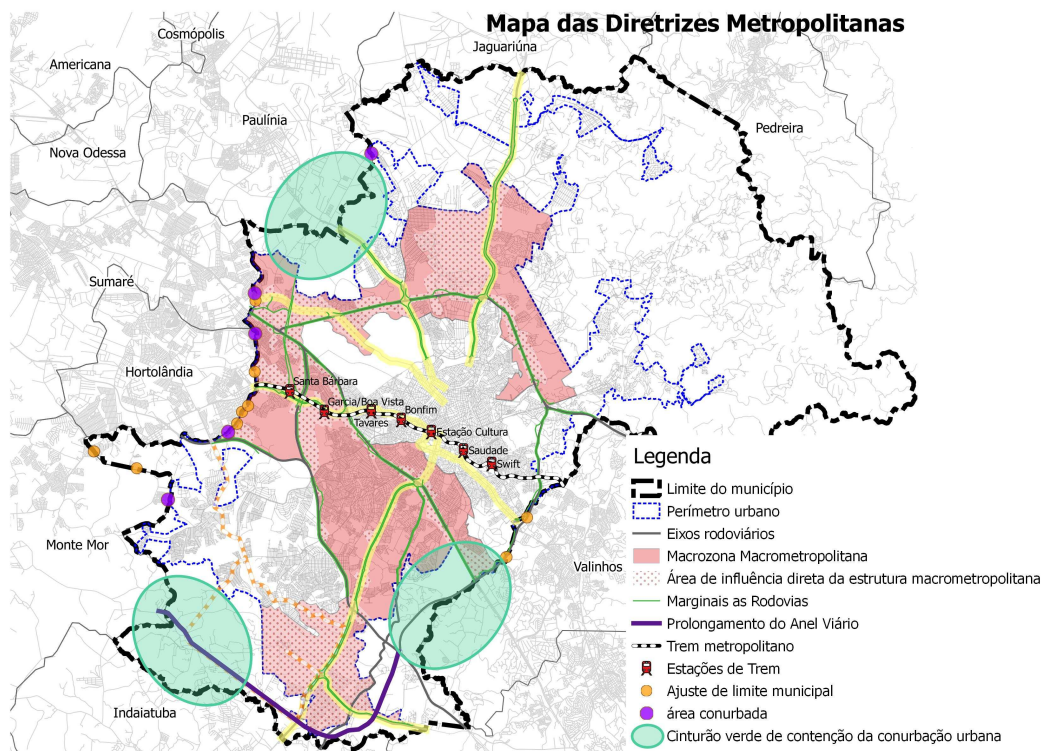 Mapa das Diretrizes Metropolitanas
Cosmópolis
Jaguariúna
Americana
Paulínia
Pedreira
Nova Odessa
Sumaré
Hortolândia
Santa Bárbara
Garcia/Boa Vista
Tavares
Bonfim
Estação Cultura
Saudade
Swift
Monte Mor
Valinhos
Indaiatuba
Legenda
Limite do município
Perímetro urbano
Eixos rodoviários
Macrozona Macrometropolitana
Área de influência direta da estrutura macrometropolitana
Marginais as Rodovias
Prolongamento do Anel Viário
Trem metropolitano
Estações de Trem
Ajuste de limite municipal
área conurbada
Cinturão verde de contenção da conurbação urbana